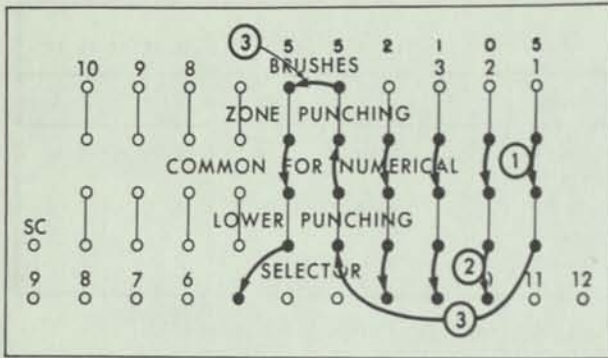 3 5 5 2 1 0 5
10 9 8 BRUSHES 3 2 1
ZONE PUNCHING
COMMON FOR NUMERICAL 1
SC LOWER PUNCHING
SELECTOR 2
9 8 7 6 11 12
3